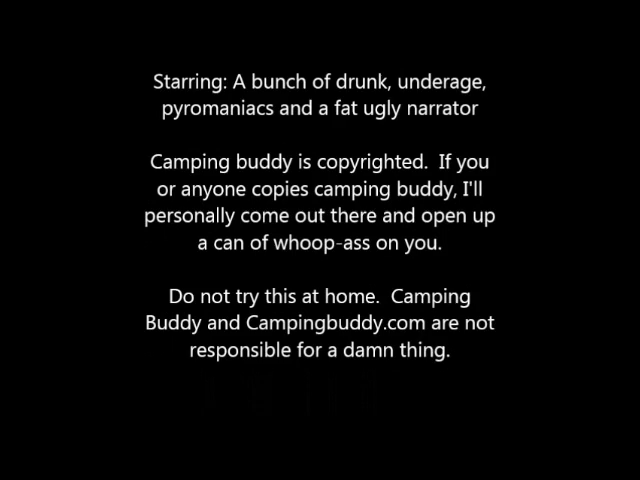 Starring: A bunch of drunk, underage,
pyromaniacs and a fat ugly narrator
Camping buddy is copyrighted.  If you
or anyone copies camping buddy, I'll
personally come out there and open up
a can of whoop-ass on you.
Do not try this at home.  Camping
Buddy and Campingbuddy.com are not
responsible for a damn thing.